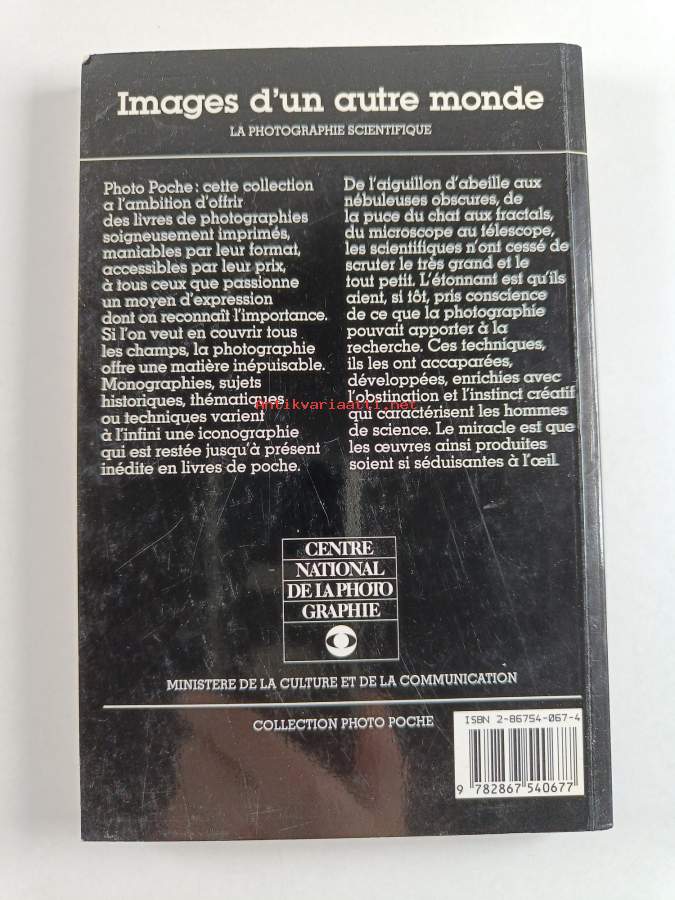 Images d'un autre monde
LA PHOTOGRAPHIE SCIENTIFIQUE
Photo Poche: cette collection
a l'ambition d'offrir
des livres de photographies
soigneusement imprimés,
maniables par leur format,
accessibles par leur prix,
à tous ceux que passionne
un moyen d'expression
dont on reconnaît l'importance.
Si l'on veut en couvrir tous
les champs, la photographie
offre une matière inépuisable.
Monographies, sujets
historiques, thématiques
ou techniques varient
à l'infini une iconographie
qui est restée jusqu'à présent
inédite en livres de poche.
De l'aiguillon d'abeille aux
nébuleuses obscures, de
la puce du chat aux fractals,
du microscope au télescope,
les scientifiques n'ont cessé de
scruter le très grand et le
tout petit. L'étonnant est qu'ils
aient, si tôt, pris conscience
de ce que la photographie
pouvait apporter à la
recherche. Ces techniques,
ils les ont accaparées,
développées, enrichies avec
l'obstination et l'instinct créatif
qui caractérisent les hommes
de science. Le miracle est que
les œuvres ainsi produites
soient si séduisantes à l'œil.
Antikvariaatti.net
CENTRE
NATIONAL
DE LA PHOTO
GRAPHIE
MINISTERE DE LA CULTURE ET DE LA COMMUNICATION
COLLECTION PHOTO POCHE
ISBN 2-86754-067-4
9 782867 540677